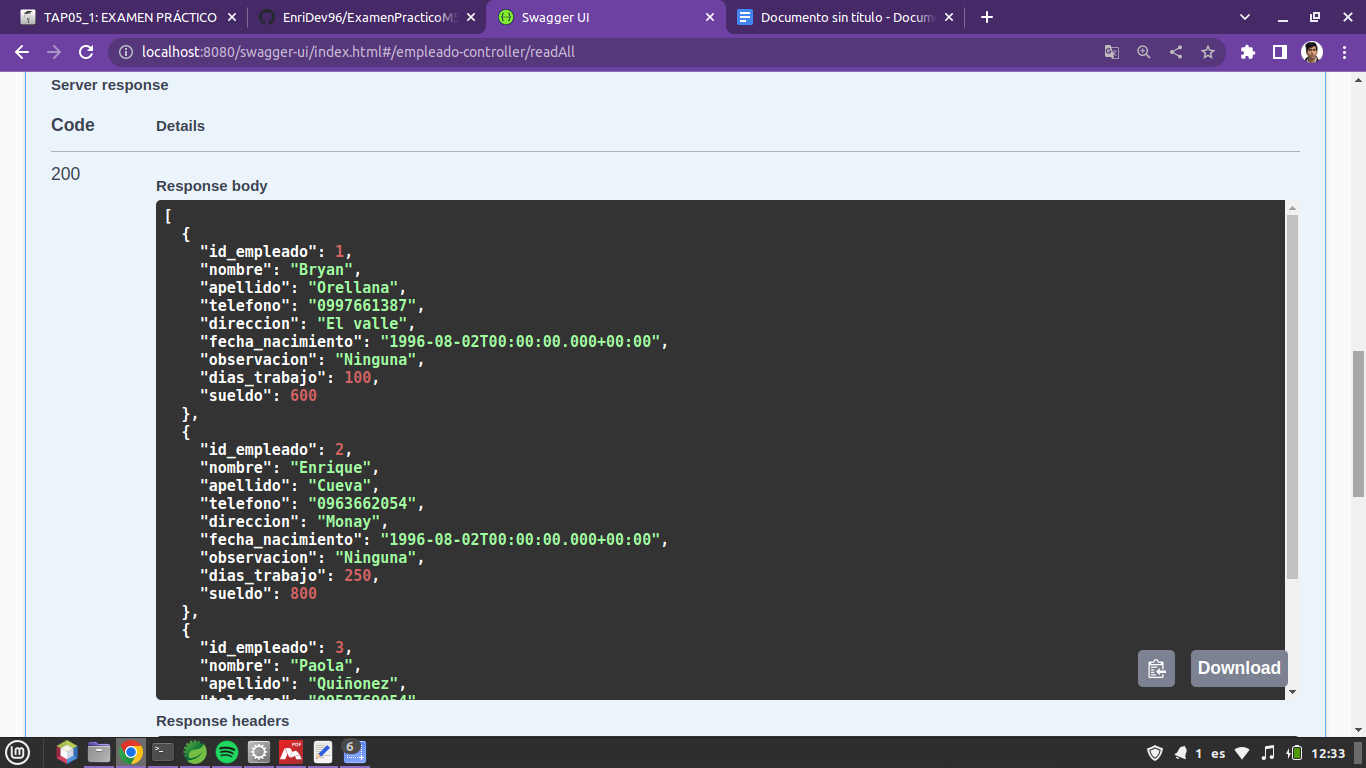 TAP05_1: EXAMEN PRÁCTICO
EnriDev96/ExamenPracticoMS
Swagger UI
Documento sin título - Docum
localhost:8080/swagger-ui/index.html#/empleado-controller/readAll
Server response
Code Details
200
Response body
[
{
"id_empleado": 1,
"nombre": "Bryan",
"apellido": "Orellana",
"telefono": "0997661387",
"direccion": "El valle",
"fecha_nacimiento": "1996-08-02T00:00:00.000+00:00",
"observacion": "Ninguna",
"dias_trabajo": 100,
"sueldo": 600
},
{
"id_empleado": 2,
"nombre": "Enrique",
"apellido": "Cueva",
"telefono": "0963662054",
"direccion": "Monay",
"fecha_nacimiento": "1996-08-02T00:00:00.000+00:00",
"observacion": "Ninguna",
"dias_trabajo": 250,
"sueldo": 800
},
{
"id_empleado": 3,
"nombre": "Paola",
"apellido": "Quiñonez",
Download
Response headers
6
1 es 12:33